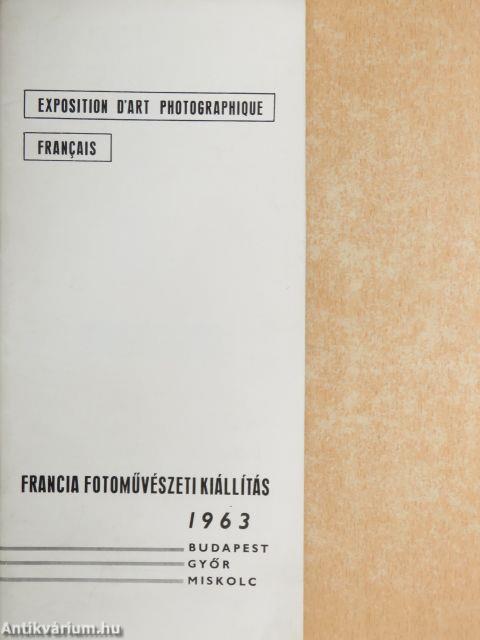 EXPOSITION D'ART PHOTOGRAPHIQUE
FRANÇAIS
FRANCIA FOTOMŰVÉSZETI KIÁLLÍTÁS
1963
BUDAPEST
GYŐR
MISKOLC
Antikvárium.hu